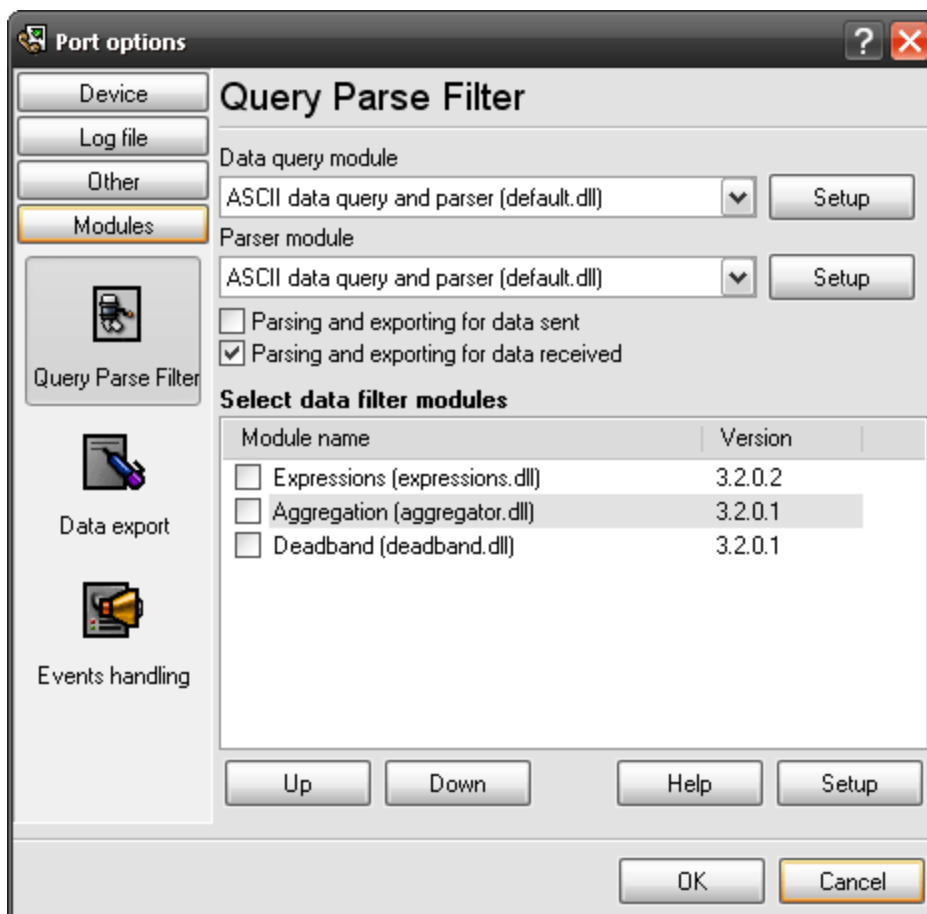 Port options
Device
Log file
Other
Modules
Query Parse Filter
Data export
Events handling
Query Parse Filter
Data query module
ASCII data query and parser (default.dll)
Setup
Parser module
ASCII data query and parser (default.dll)
Setup
Parsing and exporting for data sent
Parsing and exporting for data received
Select data filter modules
Module name Version
Expressions (expressions.dll) 3.2.0.2
Aggregation (aggregator.dll) 3.2.0.1
Deadband (deadband.dll) 3.2.0.1
Up Down Help Setup
OK Cancel